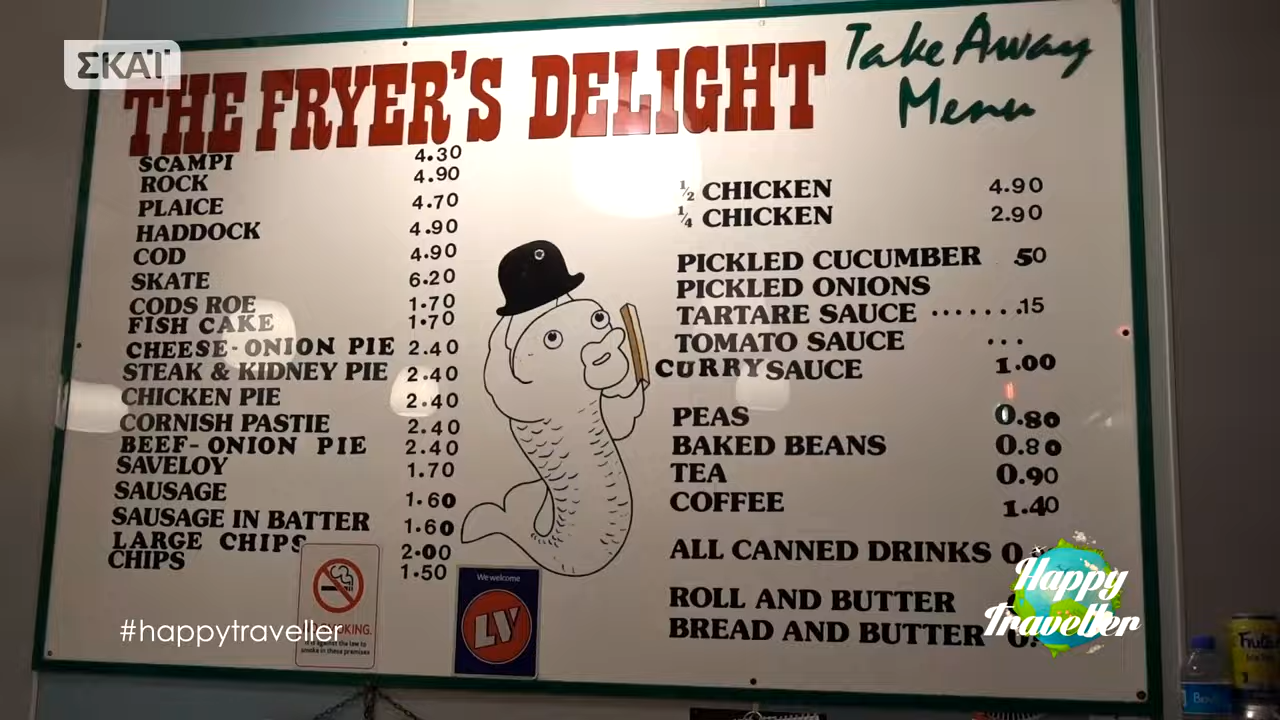 ΣΚΑΪ
THE FRYER'S DELIGHT
Take Away
Menu
SCAMPI 4.30
ROCK 4.90
PLAICE 4.70
HADDOCK 4.90
COD 4.90
SKATE 6.20
CODS ROE 1.70
FISH CAKE 1.70
CHEESE-ONION PIE 2.40
STEAK & KIDNEY PIE 2.40
CHICKEN PIE 2.40
CORNISH PASTIE 2.40
BEEF-ONION PIE 2.40
SAVELOY 1.70
SAUSAGE 1.60
SAUSAGE IN BATTER 1.60
LARGE CHIPS 2.00
CHIPS 1.50
½ CHICKEN 4.90
¼ CHICKEN 2.90
PICKLED CUCUMBER 50
PICKLED ONIONS
TARTARE SAUCE .......15
TOMATO SAUCE ...
CURRY SAUCE 1.00
PEAS 0.80
BAKED BEANS 0.80
TEA 0.90
COFFEE 1.40
ALL CANNED DRINKS
ROLL AND BUTTER
BREAD AND BUTTER
We welcome
LV
smoke in these premises
#happytraveller
Happy
Traveller